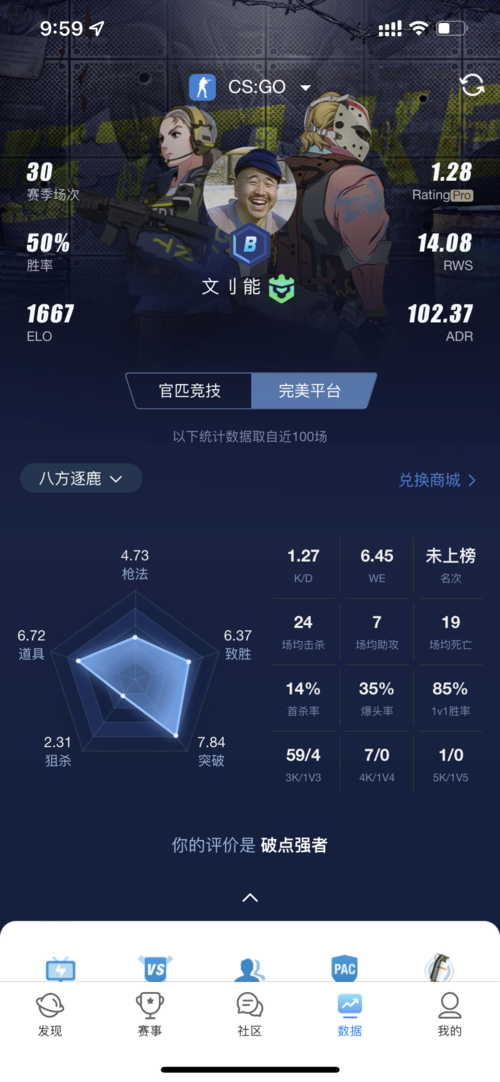 9:59
CS:GO
30
赛季场次
1.28
RatingPro
50%
胜率
14.08
RWS
B
文刂能
1667
ELO
102.37
ADR
官匹竞技
完美平台
以下统计数据取自近100场
八方逐鹿
兑换商城
4.73
枪法
6.72
道具
6.37
致胜
2.31
狙杀
7.84
突破
1.27
K/D
6.45
WE
未上榜
名次
24
场均击杀
7
场均助攻
19
场均死亡
14%
首杀率
35%
爆头率
85%
1v1胜率
59/4
3K/1V3
7/0
4K/1V4
1/0
5K/1V5
你的评价是 破点强者
VS
PAC
发现
赛事
社区
数据
我的